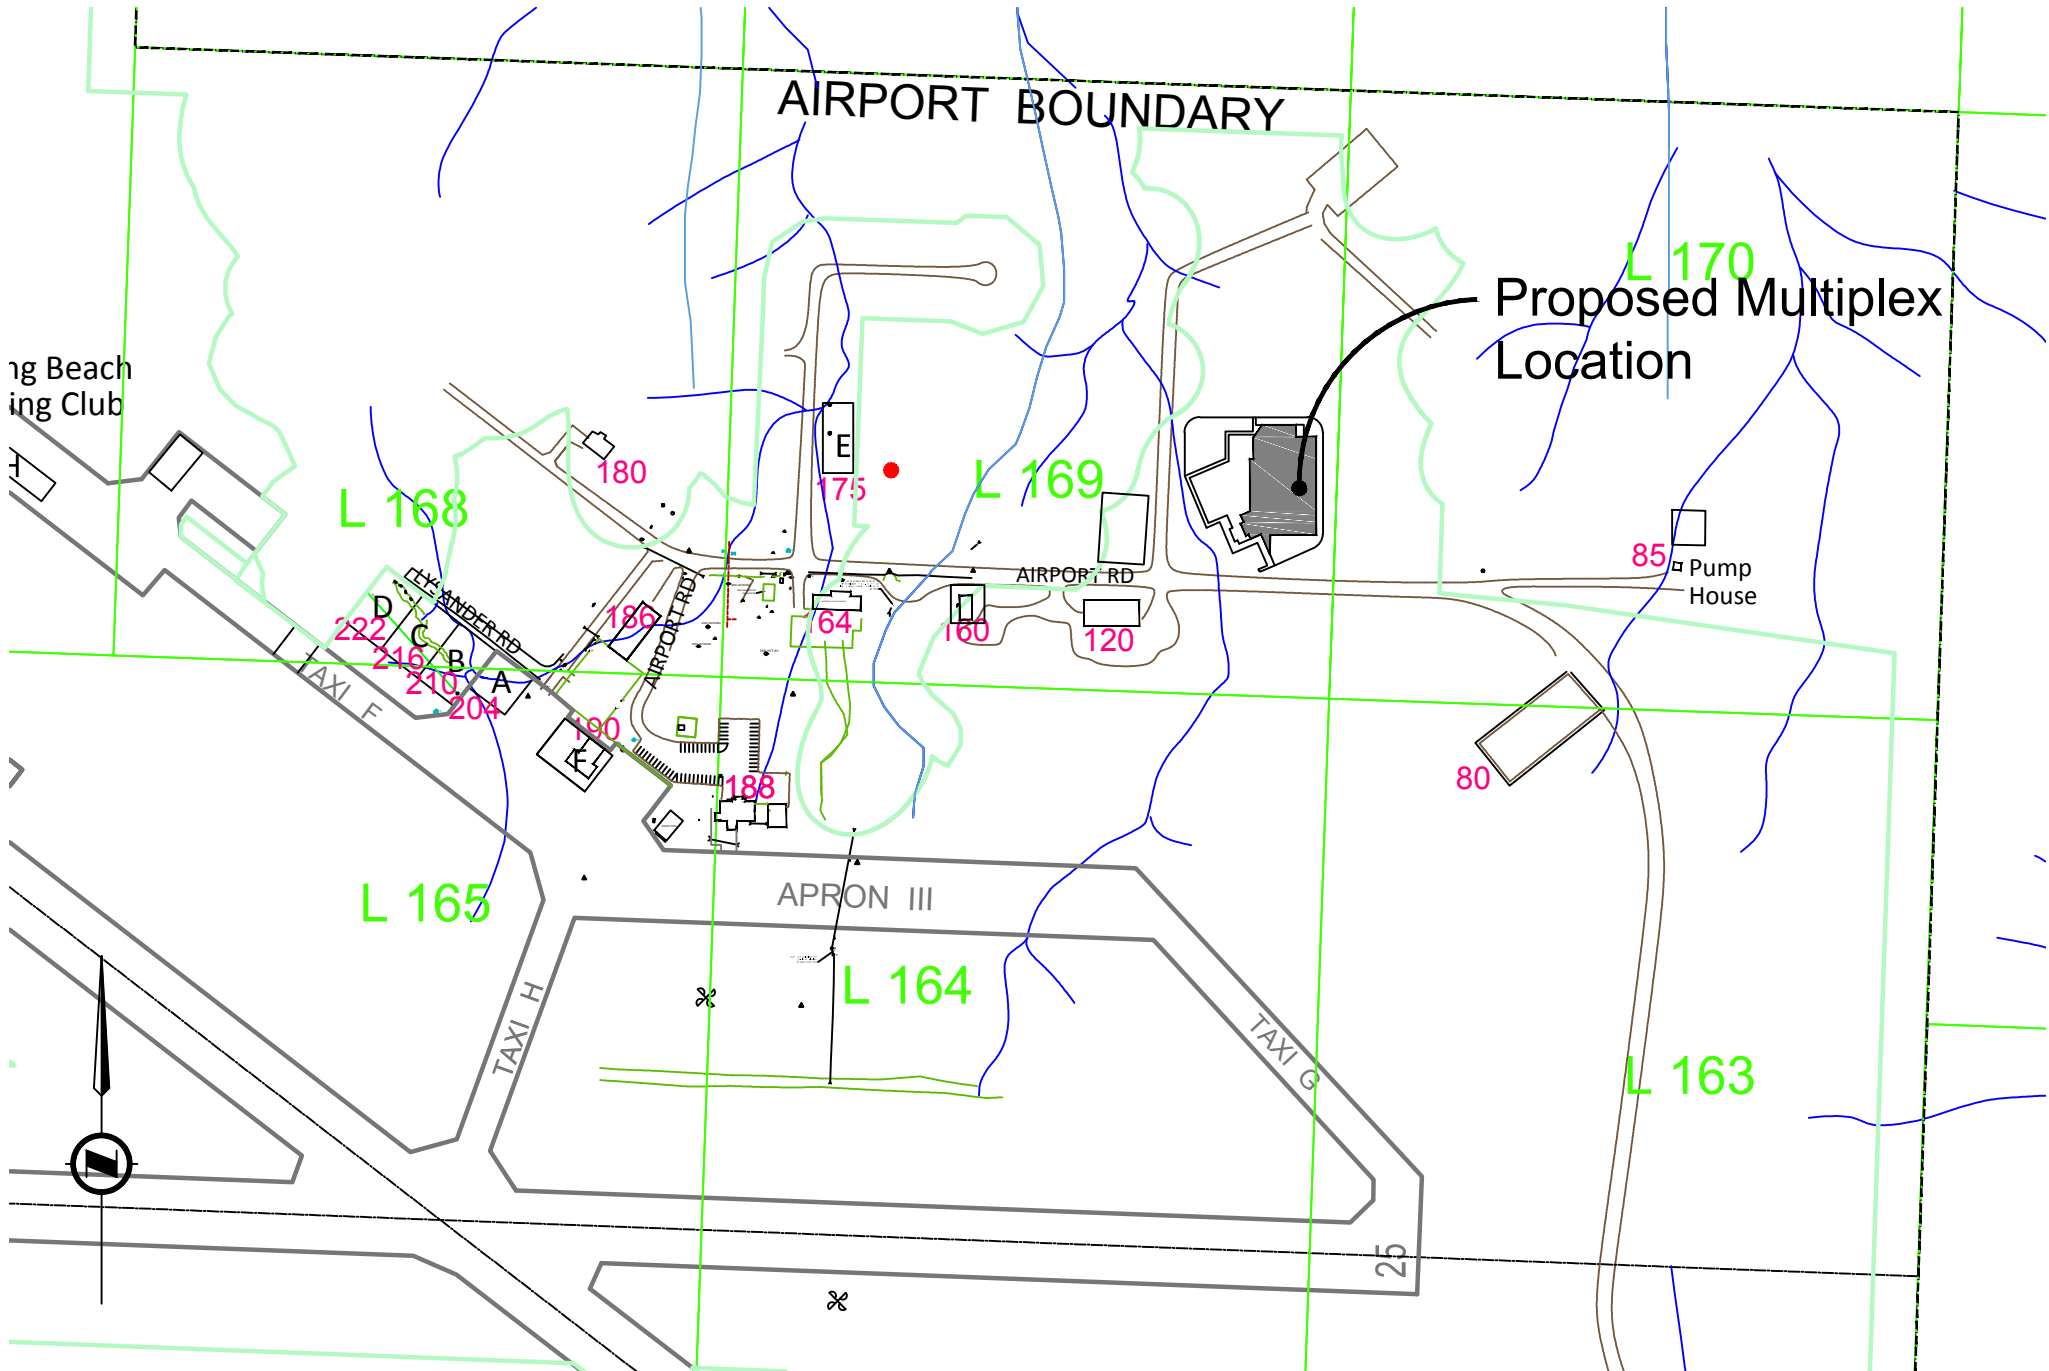 AIRPORT BOUNDARY
L 170
Proposed Multiplex
Location
ng Beach
ing Club
H
E
180
175
L 169
L 168
85
Pump
House
AIRPORT RD
LYSANDER RD
D
222
C
216
B
210
A
204
186
AIRPORT RD
164
160
120
TAXI F
190
F
188
80
L 165
APRON III
L 164
TAXI H
TAXI G
L 163
N
25